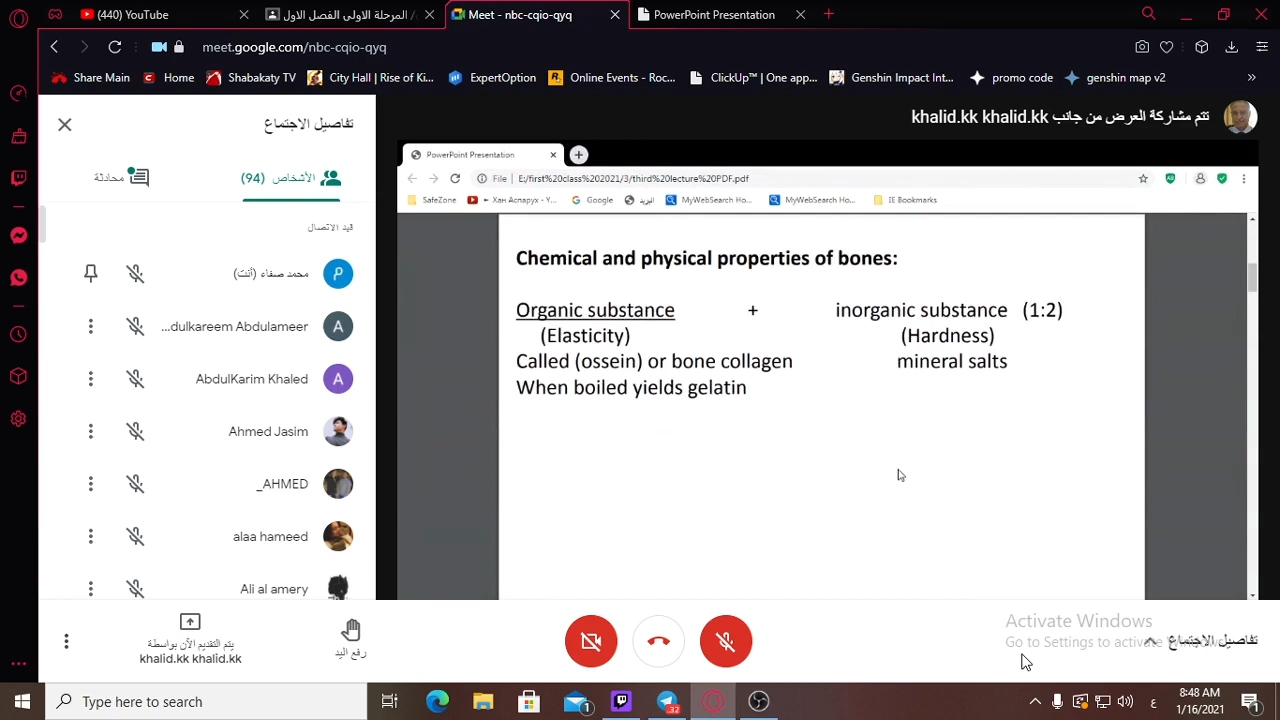 (440) YouTube
المرحلة الاولى الفصل الاول /
Meet - nbc-cqio-qyq
PowerPoint Presentation
meet.google.com/nbc-cqio-qyq
Share Main
Home
Shabakaty TV
City Hall | Rise of Ki...
ExpertOption
Online Events - Roc...
ClickUp™ | One app...
Genshin Impact Int...
promo code
genshin map v2
»
تفاصيل الاجتماع
الأشخاص (94)
محادثة
قيد الاتصال
محمد صفاء (أنت)
...dulkareem Abdulameer
AbdulKarim Khaled
Ahmed Jasim
_AHMED
alaa hameed
Ali al amery
تتم مشاركة العرض من جانب khalid.kk khalid.kk
PowerPoint Presentation
File | E:/first%20class%202021/3/third%20lecture%20PDF.pdf
SafeZone
Хан Аспарух - Y...
Google
البريد
MyWebSearch Ho...
MyWebSearch Ho...
IE Bookmarks
Chemical and physical properties of bones:
Organic substance + inorganic substance (1:2)
(Elasticity) (Hardness)
Called (ossein) or bone collagen mineral salts
When boiled yields gelatin
يتم التقديم الآن بواسطة
khalid.kk khalid.kk
رفع اليد
تفاصيل الاجتماع
Activate Windows
Go to Settings to activate Windows.
Type here to search
8:48 AM
1/16/2021